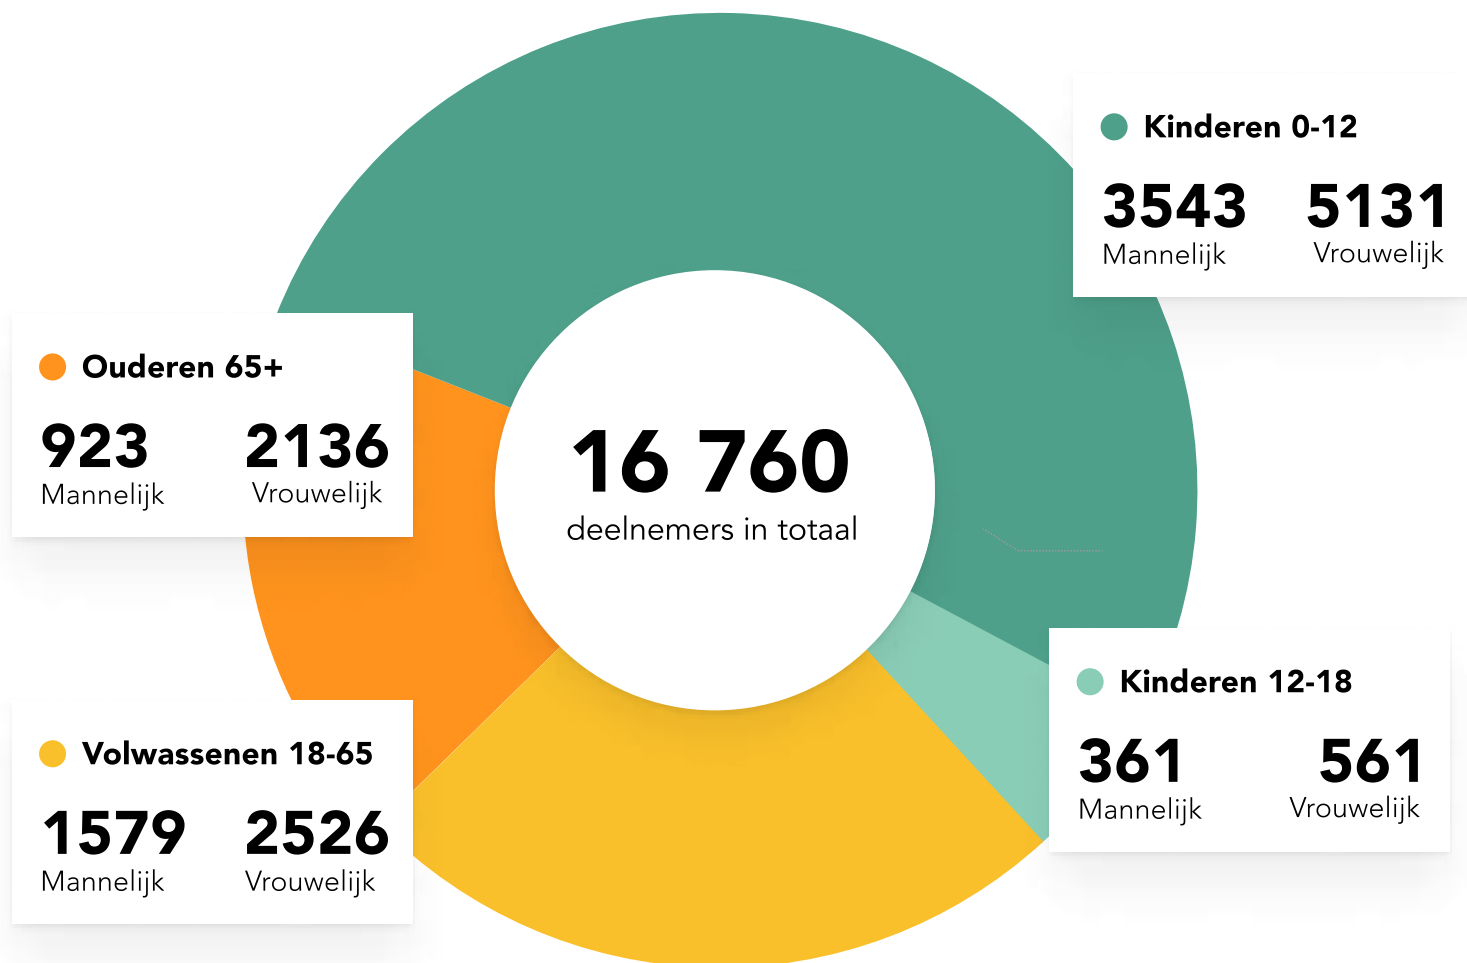 Kinderen 0-12
3543 5131
Mannelijk Vrouwelijk
Ouderen 65+
923 2136
Mannelijk Vrouwelijk
16 760
deelnemers in totaal
Kinderen 12-18
361 561
Mannelijk Vrouwelijk
Volwassenen 18-65
1579 2526
Mannelijk Vrouwelijk